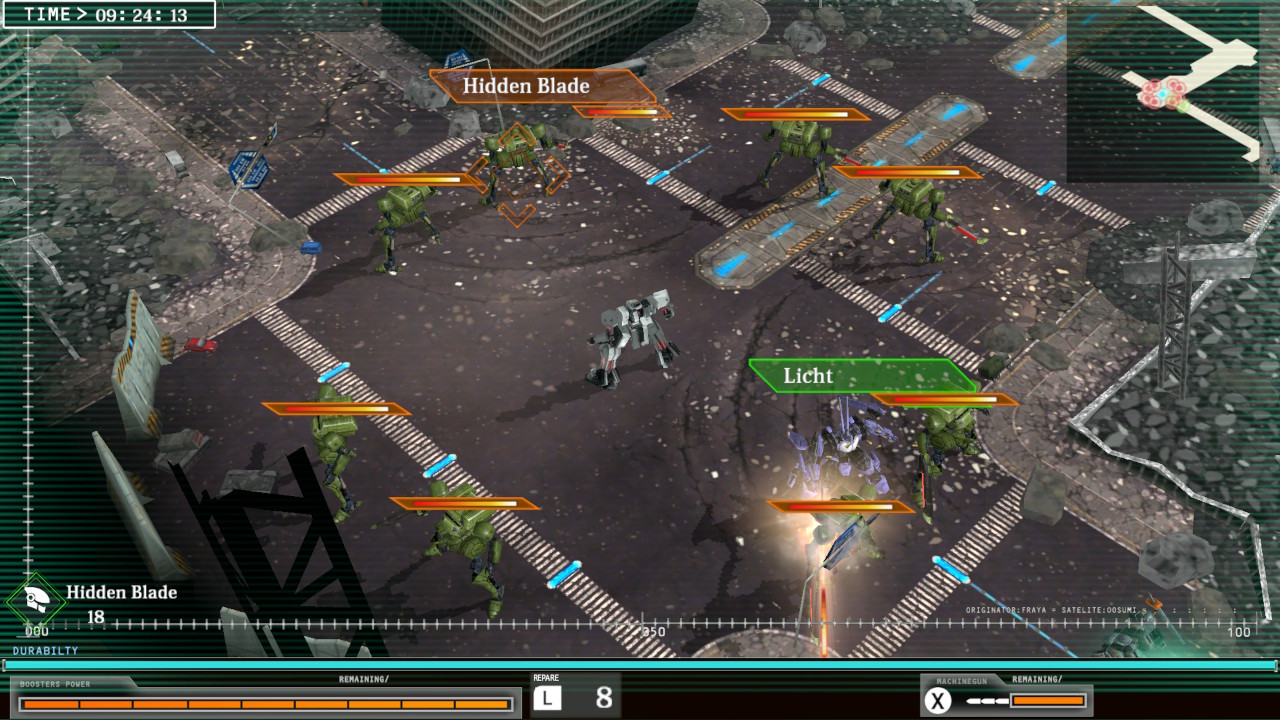 TIME> 09:24:13
Hidden Blade
Licht
Hidden Blade
18
ORIGINATOR:FRAYA = SATELITE:OOSUMI
000
350
100
DURABILTY
BOOSTERS POWER
REMAINING/
REPARE
L
8
MACHINEGUN
REMAINING/
X